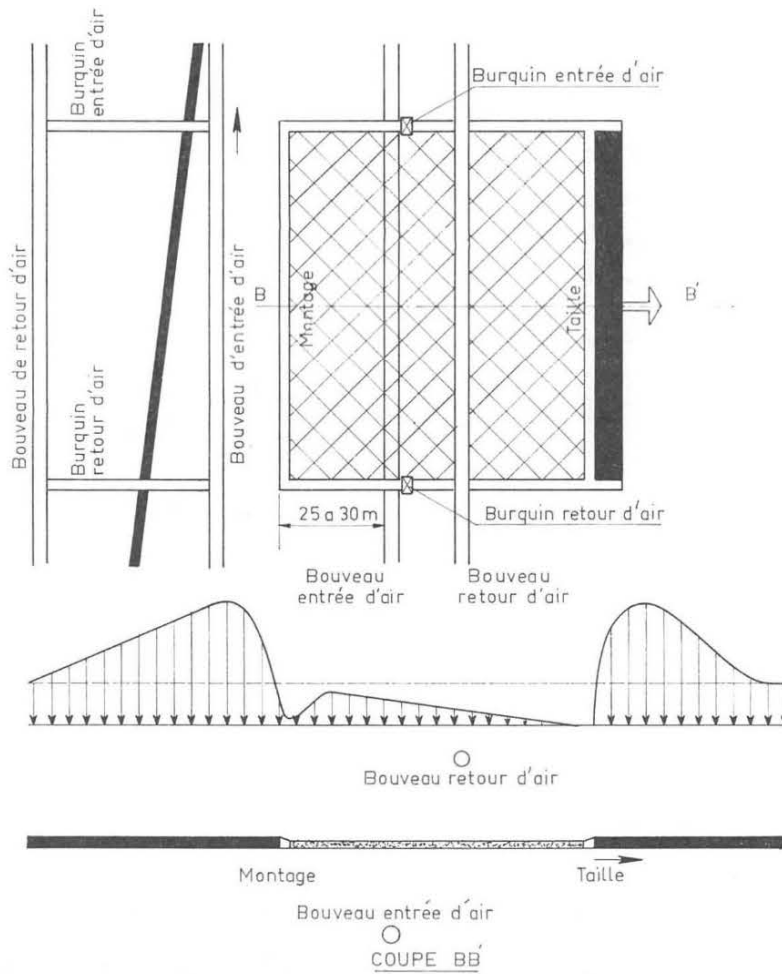 Burquin
entrée d'air
Burquin entrée d'air
Bouveau de retour d'air
Bouveau d'entrée d'air
B
Montage
Taille
B'
Burquin
retour d'air
25 a 30 m
Burquin retour d'air
Bouveau
entrée d'air
Bouveau
retour d'air
Bouveau retour d'air
Montage
Taille
Bouveau entrée d'air
COUPE BB'